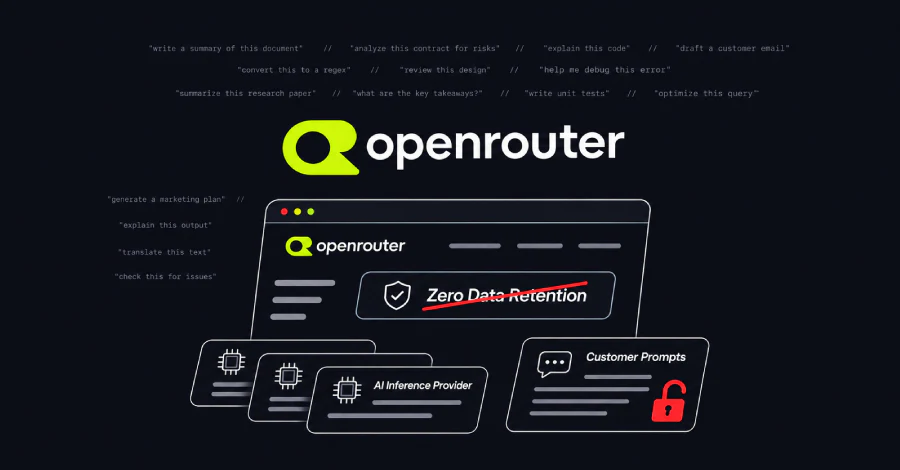 "write a summary of this document" // "analyze this contract for risks" // "explain this code" // "draft a customer email"
"convert this to a regex" // "review this design" // "help me debug this error"
"summarize this research paper" // "what are the key takeaways?" // "write unit tests" // "optimize this query"
openrouter
"generate a marketing plan" //
"explain this output"
"translate this text"
"check this for issues"
openrouter
Zero Data Retention
AI Inference Provider
Customer Prompts